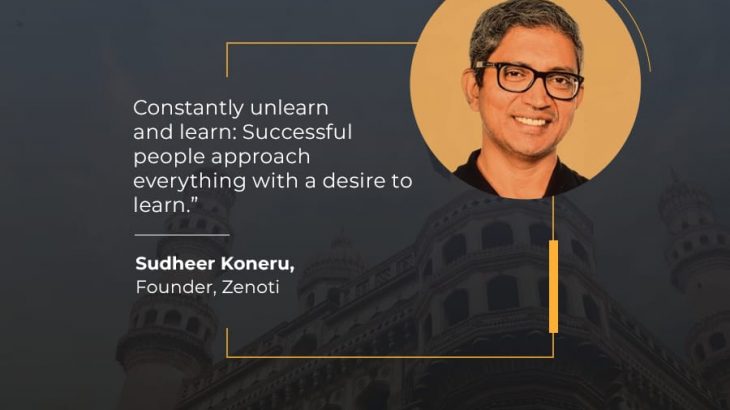 Constantly unlearn
and learn: Successful
people approach
everything with a desire to
learn.”
Sudheer Koneru,
Founder, Zenoti